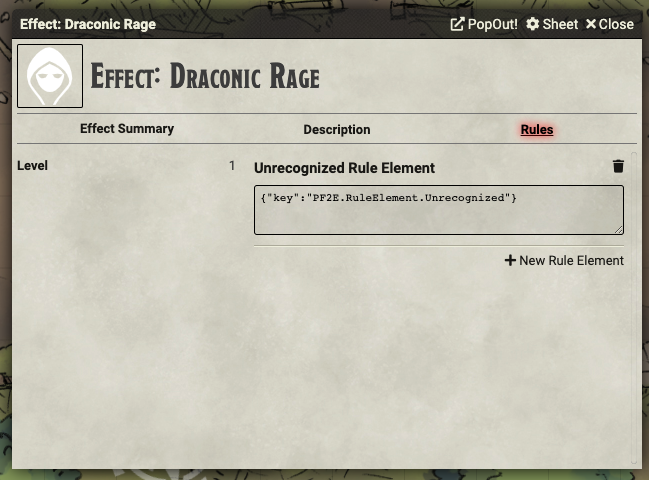 Effect: Draconic Rage PopOut! Sheet Close
Effect: Draconic Rage
Effect Summary Description Rules
Level 1 Unrecognized Rule Element
{"key":"PF2E.RuleElement.Unrecognized"}
New Rule Element